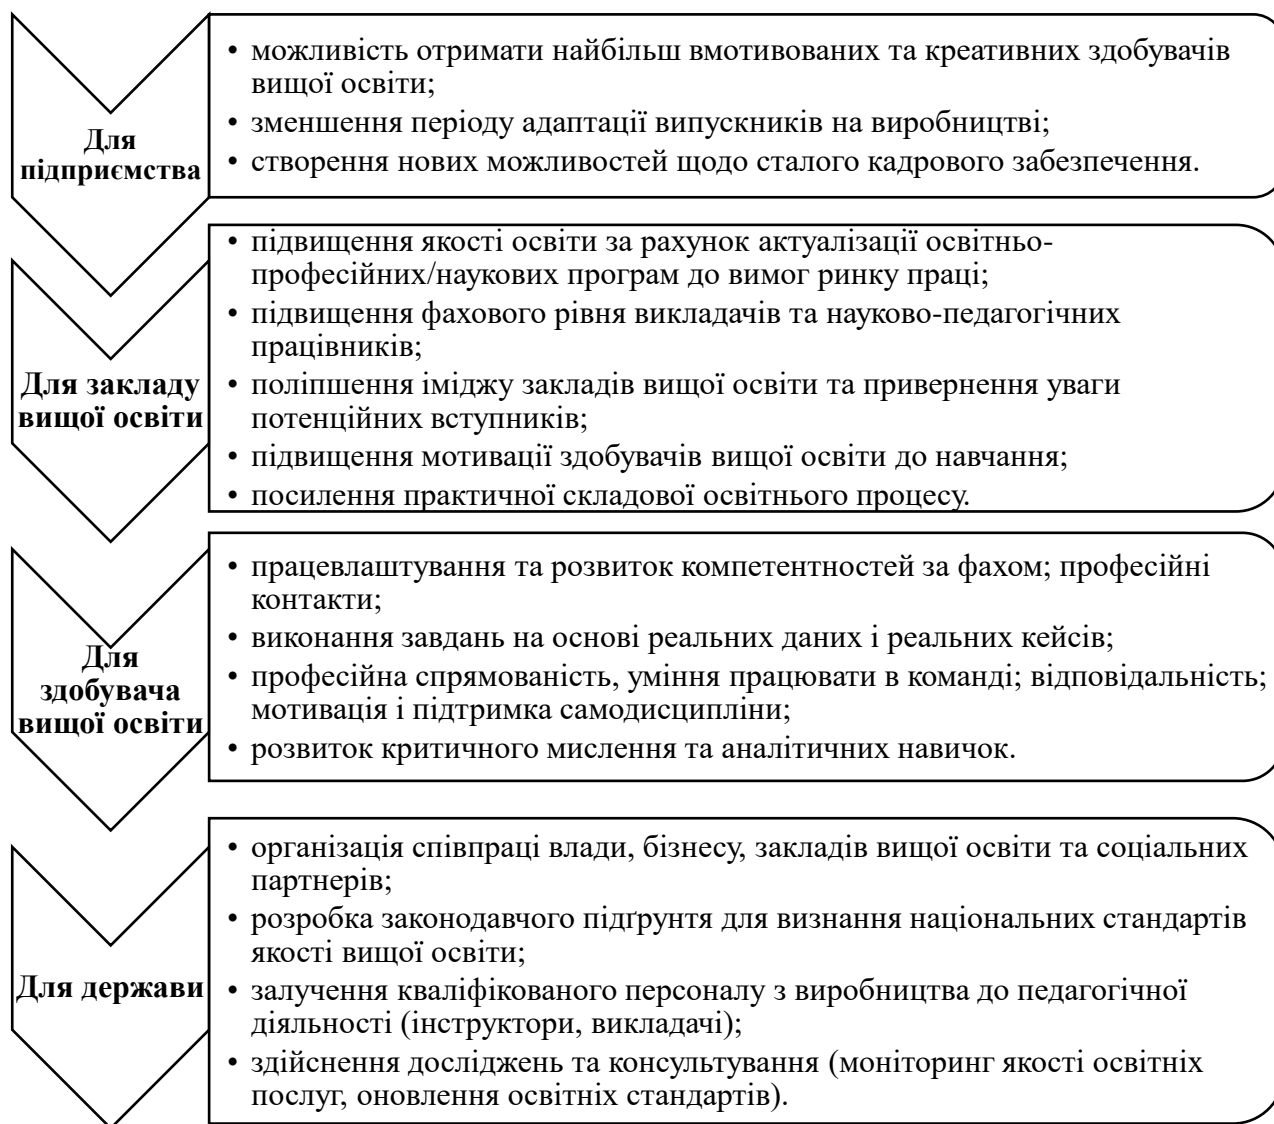 Для
підприємства
• можливість отримати найбільш вмотивованих та креативних здобувачів
вищої освіти;
• зменшення періоду адаптації випускників на виробництві;
• створення нових можливостей щодо сталого кадрового забезпечення.
Для закладу
вищої освіти
• підвищення якості освіти за рахунок актуалізації освітньо-
професійних/наукових програм до вимог ринку праці;
• підвищення фахового рівня викладачів та науково-педагогічних
працівників;
• поліпшення іміджу закладів вищої освіти та привернення уваги
потенційних вступників;
• підвищення мотивації здобувачів вищої освіти до навчання;
• посилення практичної складової освітнього процесу.
Для
здобувача
вищої освіти
• працевлаштування та розвиток компетентностей за фахом; професійні
контакти;
• виконання завдань на основі реальних даних і реальних кейсів;
• професійна спрямованість, уміння працювати в команді; відповідальність;
мотивація і підтримка самодисципліни;
• розвиток критичного мислення та аналітичних навичок.
Для держави
• організація співпраці влади, бізнесу, закладів вищої освіти та соціальних
партнерів;
• розробка законодавчого підґрунтя для визнання національних стандартів
якості вищої освіти;
• залучення кваліфікованого персоналу з виробництва до педагогічної
діяльності (інструктори, викладачі);
• здійснення досліджень та консультування (моніторинг якості освітніх
послуг, оновлення освітніх стандартів).